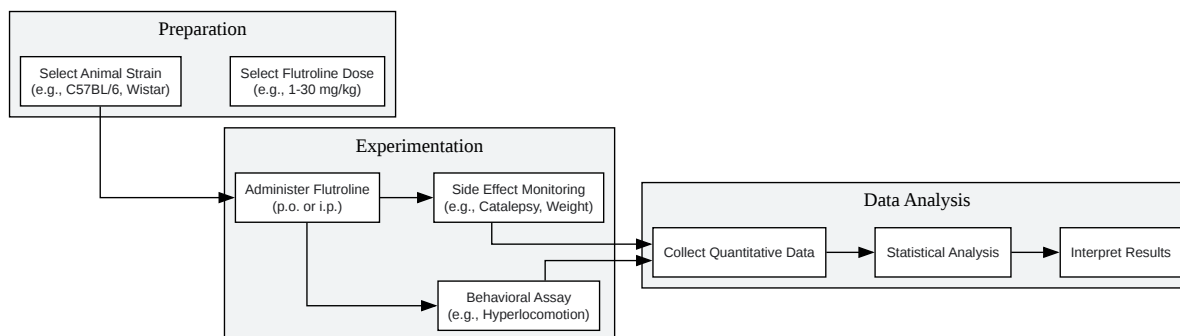 Preparation
Select Animal Strain
(e.g., C57BL/6, Wistar)
Select Flutroline Dose
(e.g., 1-30 mg/kg)
Experimentation
Administer Flutroline
(p.o. or i.p.)
Side Effect Monitoring
(e.g., Catalepsy, Weight)
Behavioral Assay
(e.g., Hyperlocomotion)
Data Analysis
Collect Quantitative Data
Statistical Analysis
Interpret Results